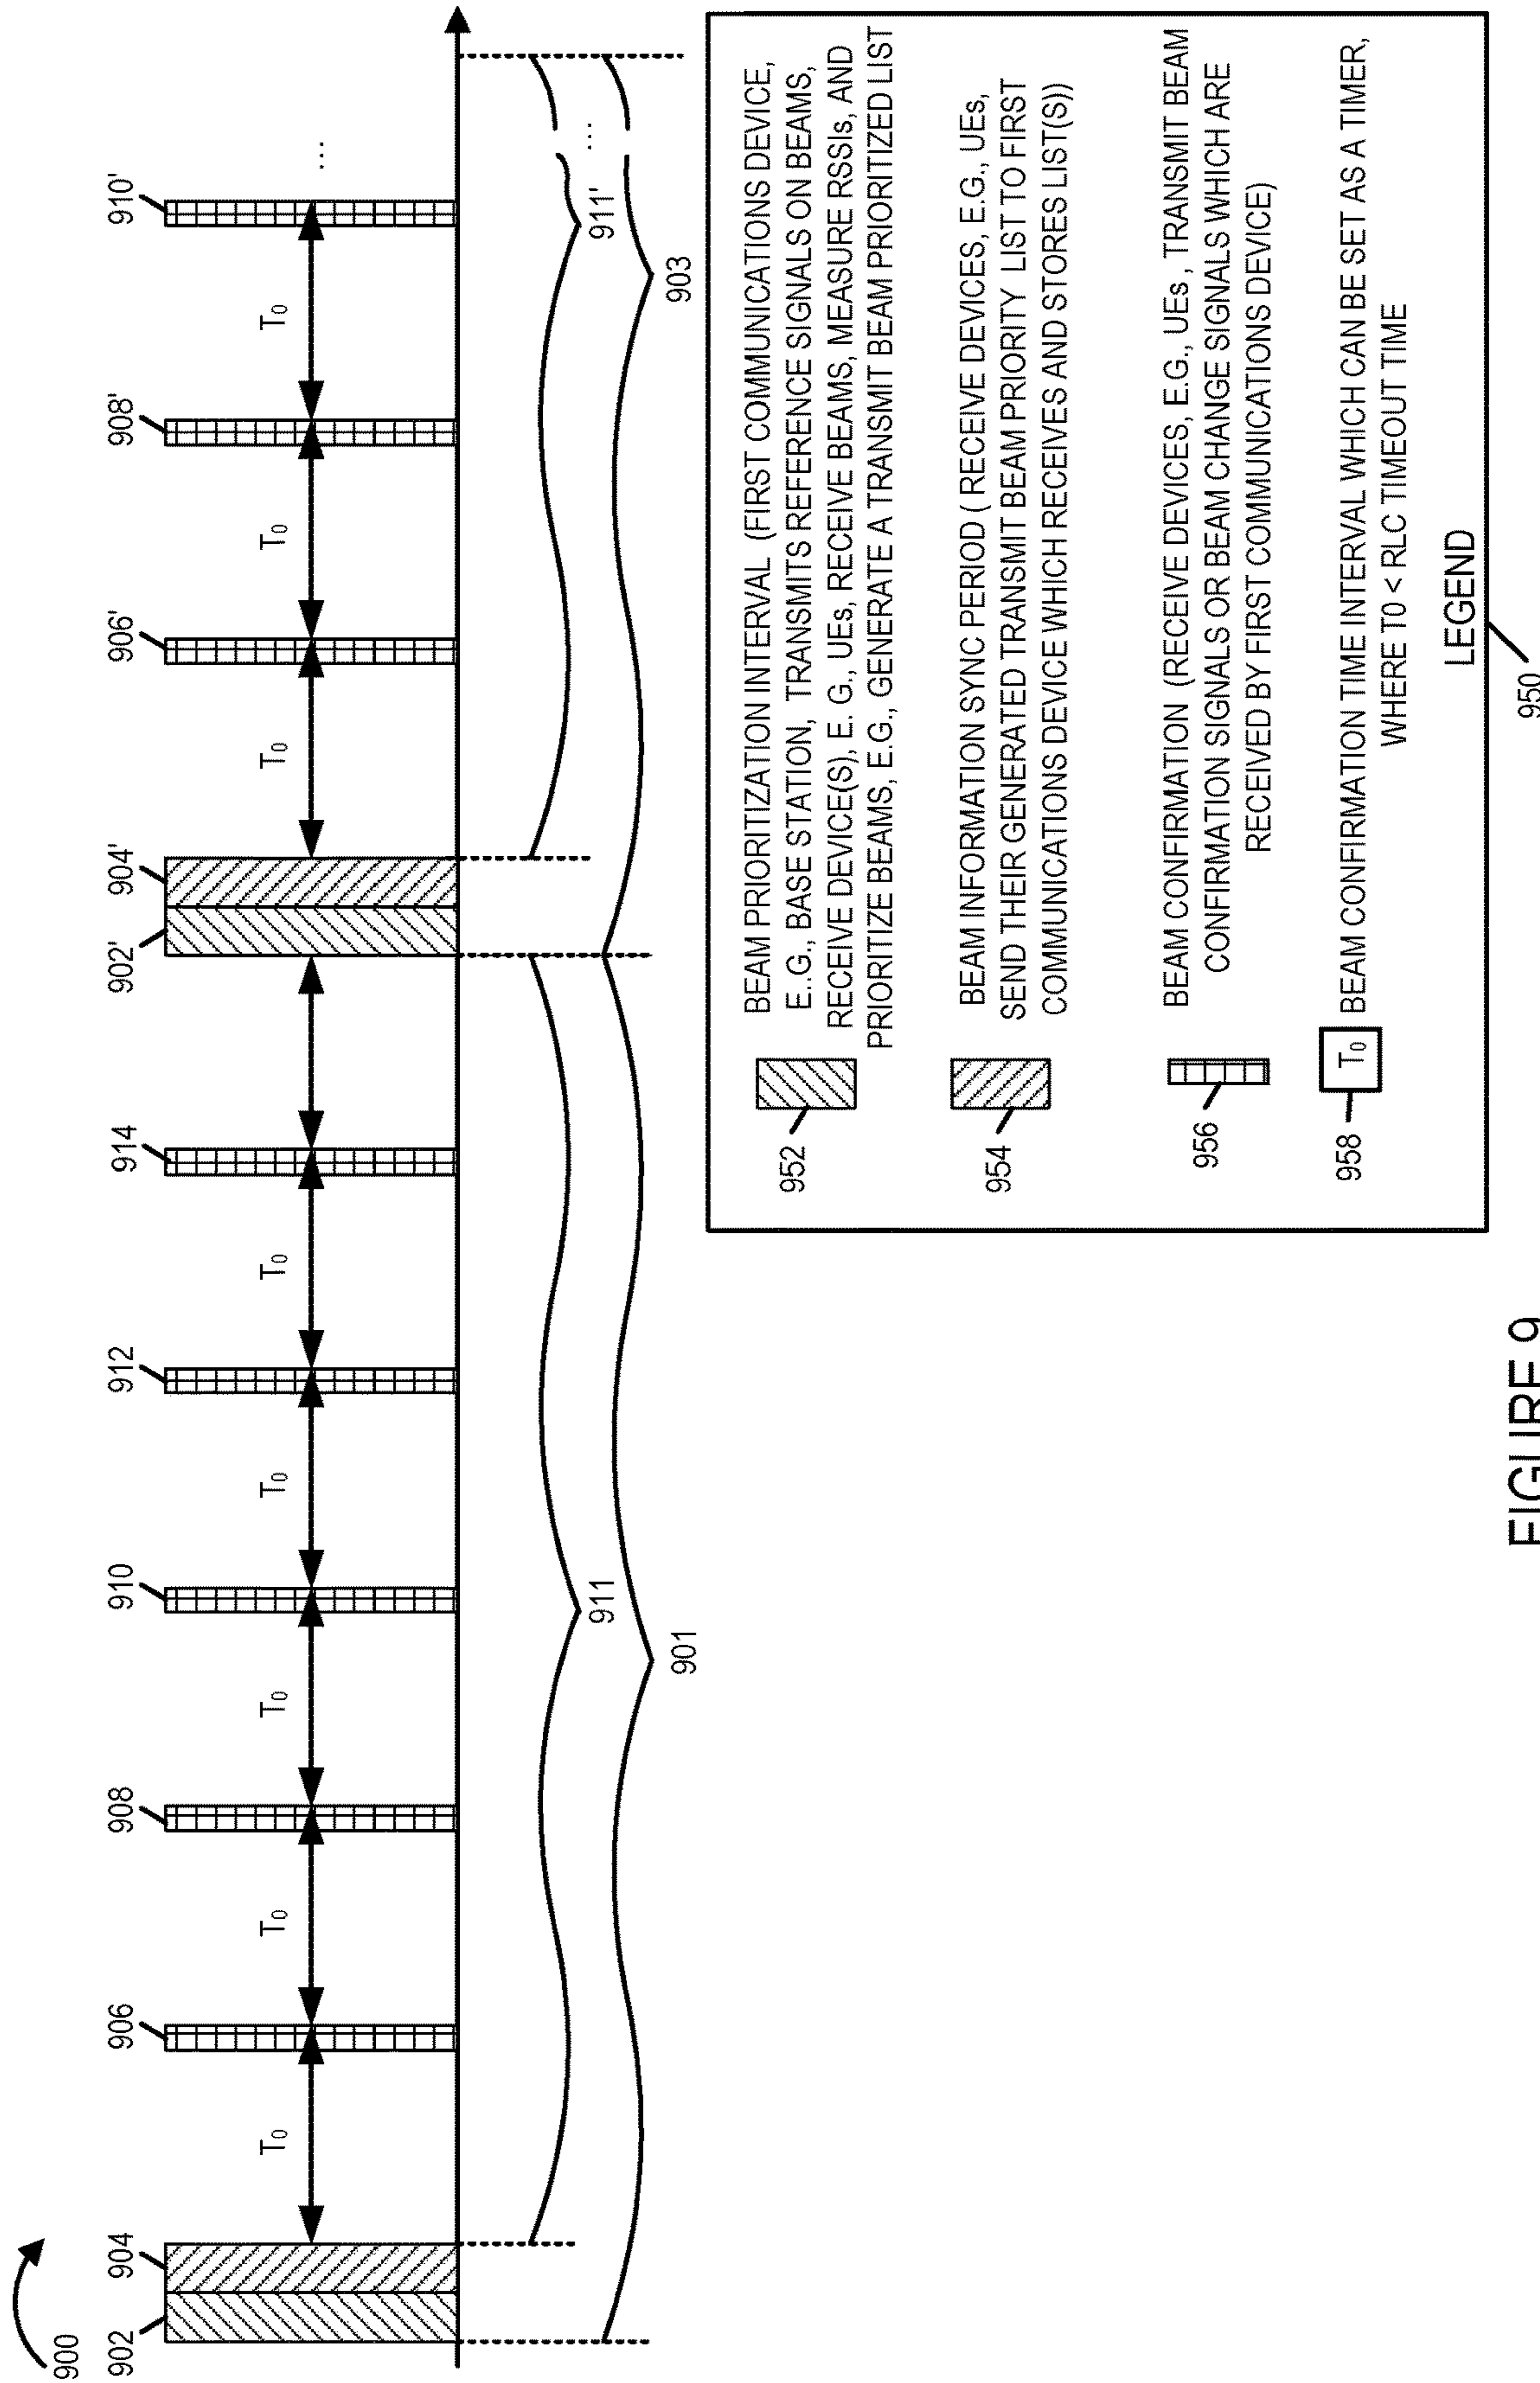 900
902
904
906
908
910
912
914
902'
904'
906'
908'
910'
T0
T0
T0
T0
T0
T0
T0
T0
...
911
911'
...
901
903
952
BEAM PRIORITIZATION INTERVAL (FIRST COMMUNICATIONS DEVICE,
E..G., BASE STATION, TRANSMITS REFERENCE SIGNALS ON BEAMS,
RECEIVE DEVICE(S), E. G., UEs, RECEIVE BEAMS, MEASURE RSSIs, AND
PRIORITIZE BEAMS, E.G., GENERATE A TRANSMIT BEAM PRIORITIZED LIST
954
BEAM INFORMATION SYNC PERIOD ( RECEIVE DEVICES, E.G., UEs,
SEND THEIR GENERATED TRANSMIT BEAM PRIORITY LIST TO FIRST
COMMUNICATIONS DEVICE WHICH RECEIVES AND STORES LIST(S))
956
BEAM CONFIRMATION (RECEIVE DEVICES, E.G., UEs , TRANSMIT BEAM
CONFIRMATION SIGNALS OR BEAM CHANGE SIGNALS WHICH ARE
RECEIVED BY FIRST COMMUNICATIONS DEVICE)
958
T0
BEAM CONFIRMATION TIME INTERVAL WHICH CAN BE SET AS A TIMER,
WHERE T0 < RLC TIMEOUT TIME
LEGEND
950
FIGURE 9